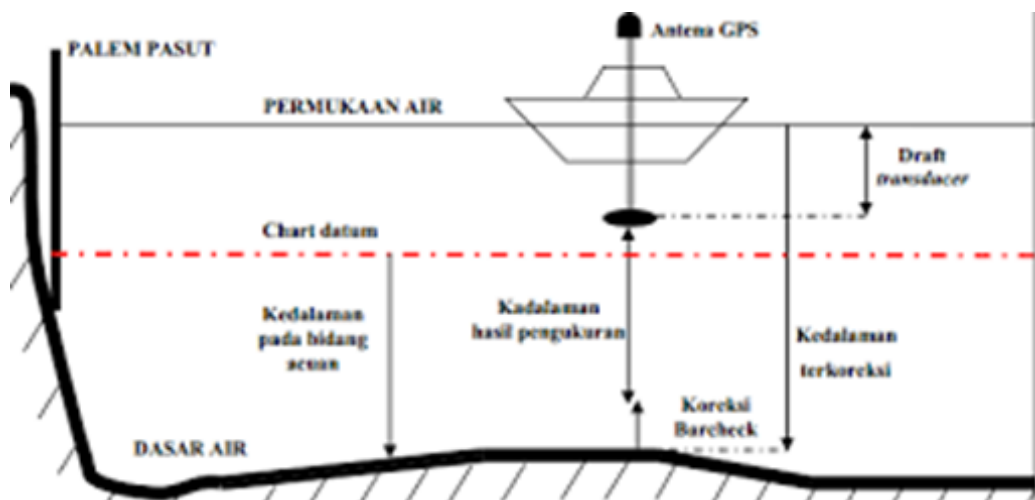 Antena GPS
PALEM PASUT
PERMUKAAN AIR
Draft
transducer
Chart datum
Kedalaman
pada bidang
acuan
Kadalaman
hasil pengukuran
Kedalaman
terkoreksi
Koreksi
Barcheck
DASAR AIR